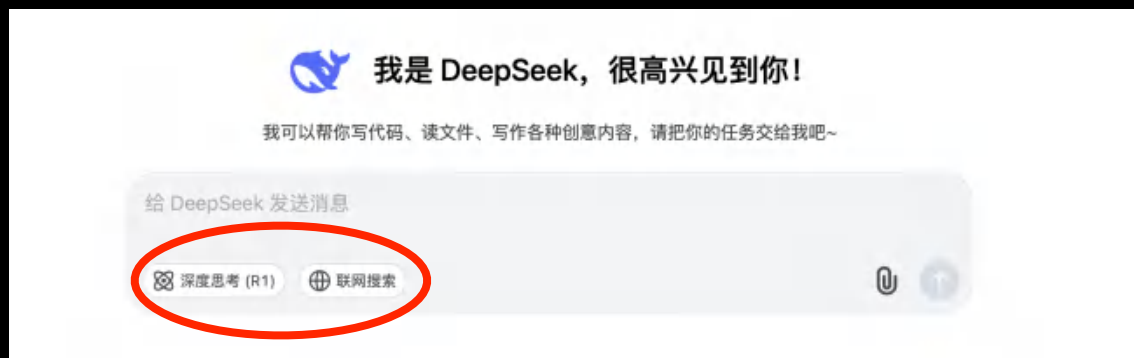 我是 DeepSeek，很高兴见到你！
我可以帮你写代码、读文件、写作各种创意内容，请把你的任务交给我吧~
给 DeepSeek 发送消息
深度思考 (R1) 联网搜索